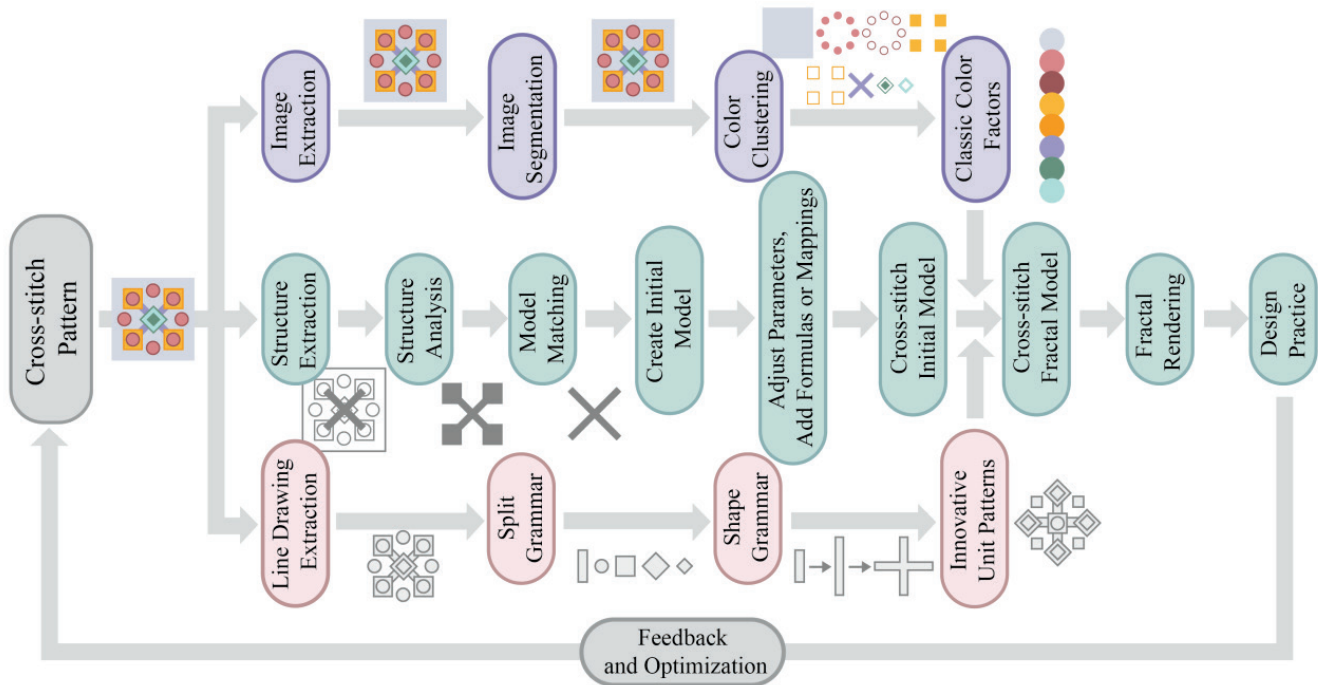 Cross-stitch
Pattern
Image
Extraction
Image
Segmentation
Color
Clustering
Classic Color
Factors
Structure
Extraction
Structure
Analysis
Model
Matching
Create Initial
Model
Adjust Parameters,
Add Formulas or Mappings
Cross-stitch
Initial Model
Cross-stitch
Fractal Model
Fractal
Rendering
Design
Practice
Line Drawing
Extraction
Split
Grammar
Shape
Grammar
Innovative
Unit Patterns
Feedback
and Optimization